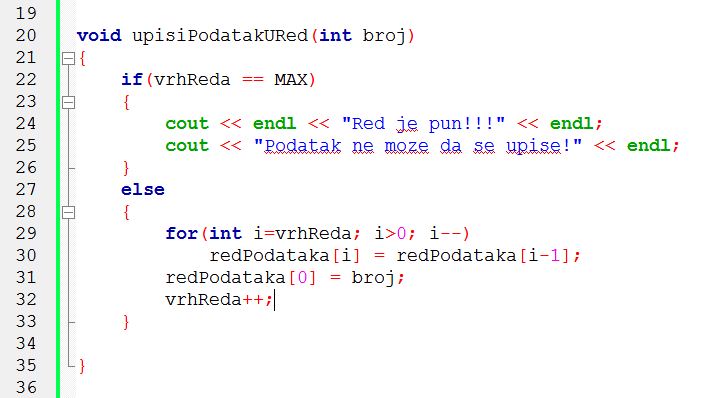 19
20 void upisiPodatakURed(int broj)
21 {
22 if(vrhReda == MAX)
23 {
24 cout << endl << "Red je pun!!!" << endl;
25 cout << "Podatak ne moze da se upise!" << endl;
26 }
27 else
28 {
29 for(int i=vrhReda; i>0; i--)
30 redPodataka[i] = redPodataka[i-1];
31 redPodataka[0] = broj;
32 vrhReda++;
33 }
34
35 }
36